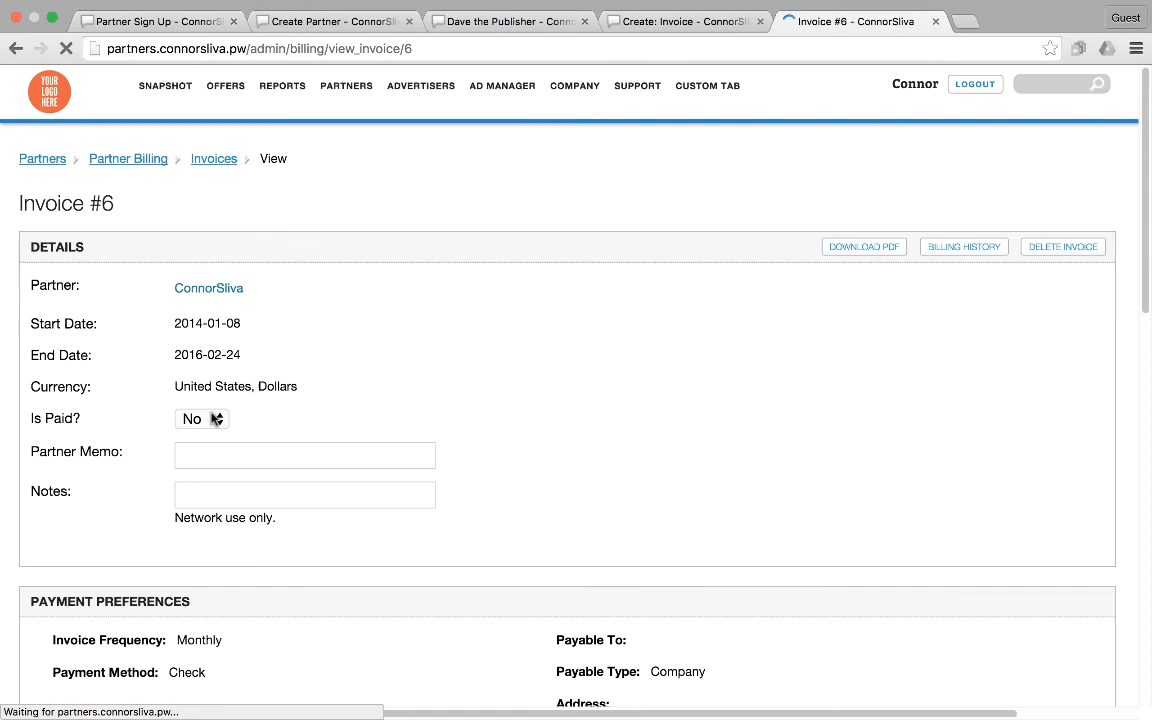 Partner Sign Up - ConnorSl
Create Partner - ConnorSliv
Dave the Publisher - Conno
Create: Invoice - ConnorSli
Invoice #6 - ConnorSliva
Guest
partners.connorsliva.pw/admin/billing/view_invoice/6
YOUR
LOGO
HERE
SNAPSHOT OFFERS REPORTS PARTNERS ADVERTISERS AD MANAGER COMPANY SUPPORT CUSTOM TAB
Connor LOGOUT
Partners Partner Billing Invoices View
Invoice #6
DETAILS
DOWNLOAD PDF BILLING HISTORY DELETE INVOICE
Partner: ConnorSliva
Start Date: 2014-01-08
End Date: 2016-02-24
Currency: United States, Dollars
Is Paid? No
Partner Memo:
Notes:
Network use only.
PAYMENT PREFERENCES
Invoice Frequency: Monthly Payable To:
Payment Method: Check Payable Type: Company
Address:
Waiting for partners.connorsliva.pw...